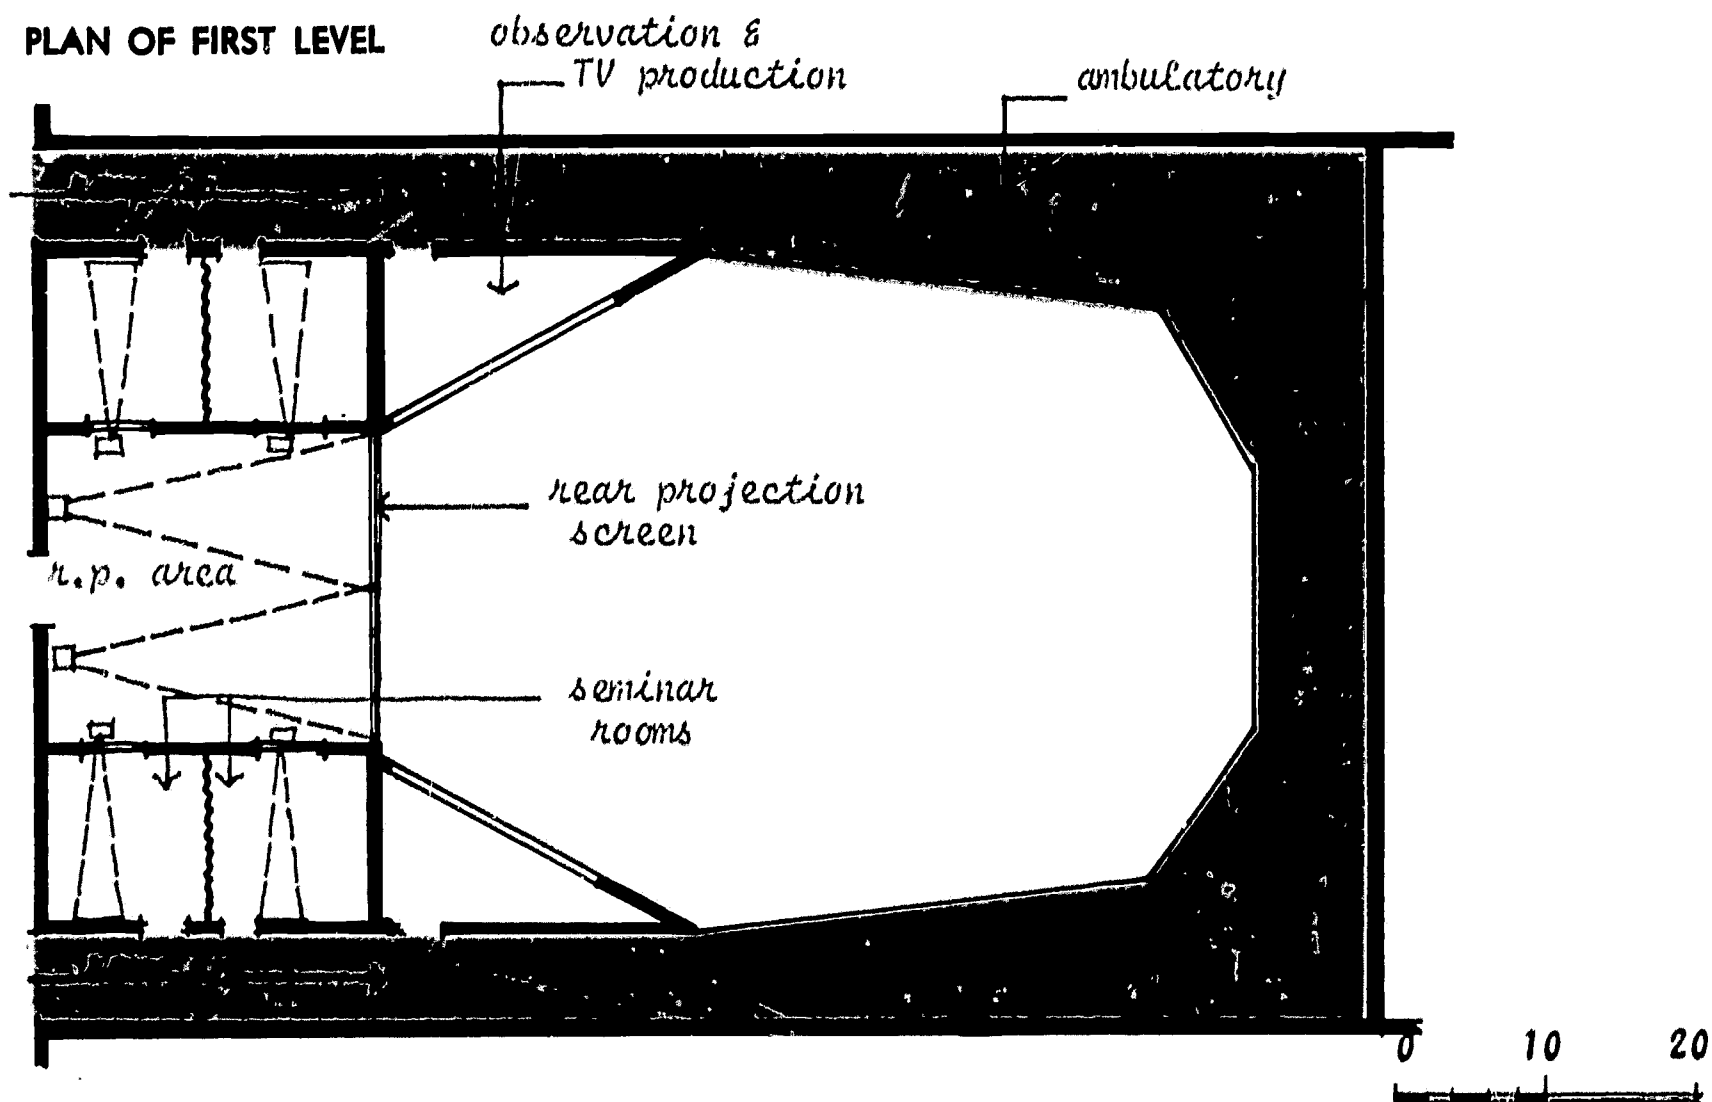 PLAN OF FIRST LEVEL
observation &
TV production
ambulatory
rear projection
screen
r.p. area
seminar
rooms
0 10 20